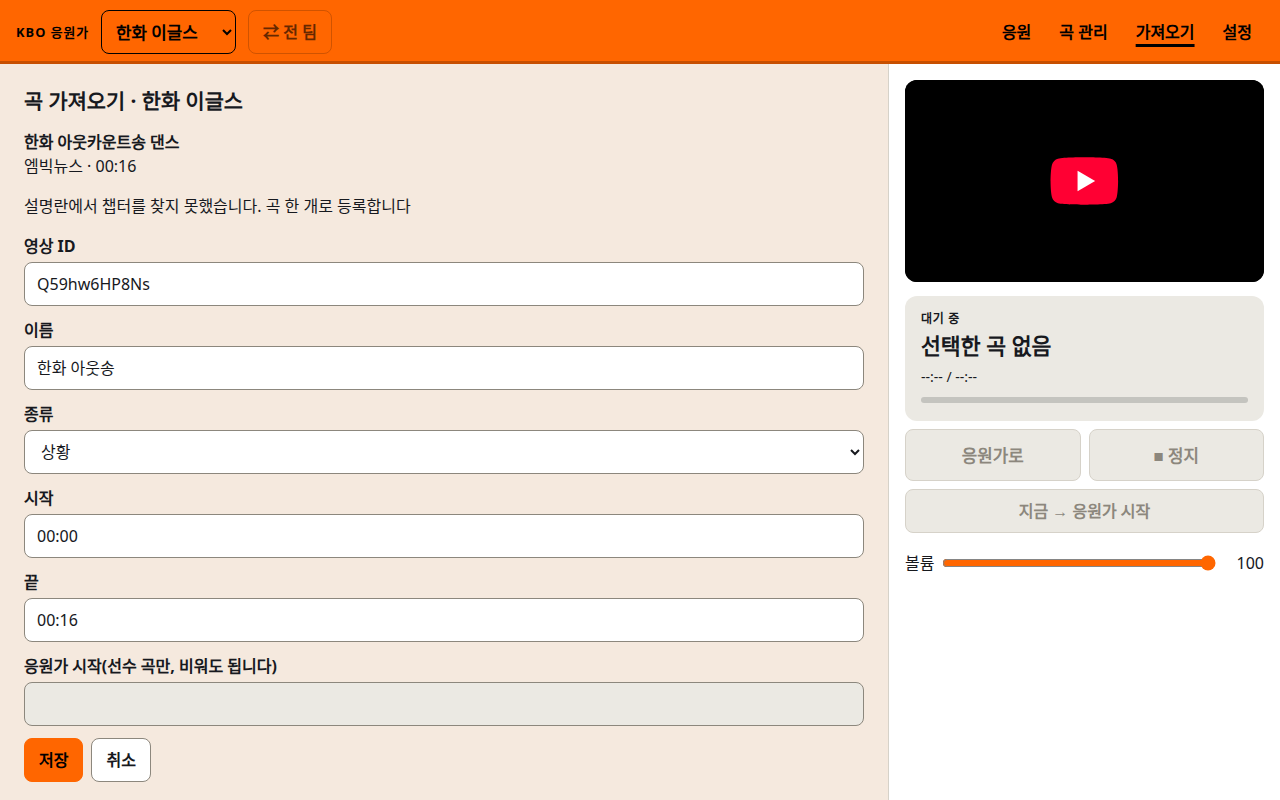 KBO 응원가
한화 이글스
⇄ 전 팀
응원
곡 관리
가져오기
설정
곡 가져오기 · 한화 이글스
한화 아웃카운트송 댄스
엠빅뉴스 · 00:16
설명란에서 챕터를 찾지 못했습니다. 곡 한 개로 등록합니다
영상 ID
Q59hw6HP8Ns
이름
한화 아웃송
종류
상황
시작
00:00
끝
00:16
응원가 시작(선수 곡만, 비워도 됩니다)
저장
취소
대기 중
선택한 곡 없음
--:-- / --:--
응원가로
■ 정지
지금 → 응원가 시작
볼륨
100